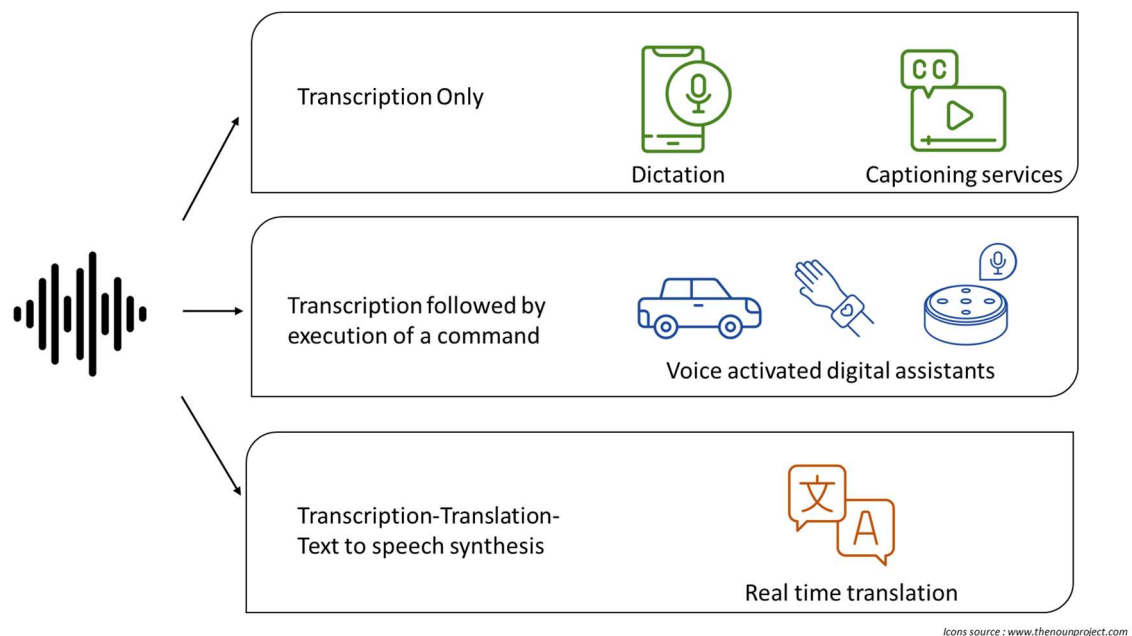 Transcription Only
CC
Dictation
Captioning services
Transcription followed by
execution of a command
Voice activated digital assistants
Transcription-Translation-
Text to speech synthesis
文
A
Real time translation
Icons source : www.thenounproject.com